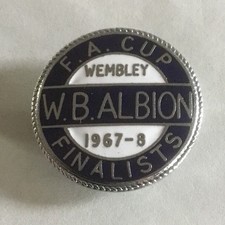 F.A. CUP
WEMBLEY
W.B.ALBION
1967-8
FINALISTS